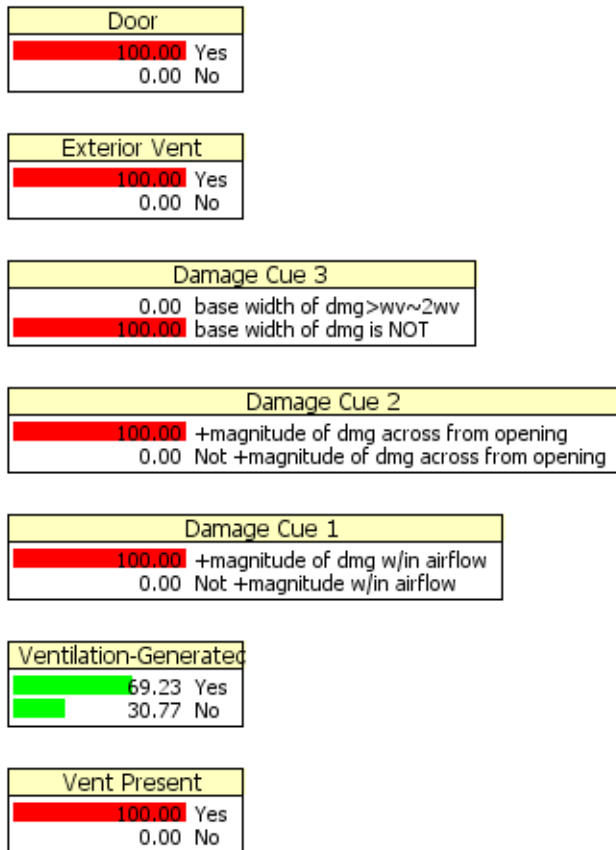 Door
100.00 Yes
0.00 No
Exterior Vent
100.00 Yes
0.00 No
Damage Cue 3
0.00 base width of dmg>wv~2wv
100.00 base width of dmg is NOT
Damage Cue 2
100.00 +magnitude of dmg across from opening
0.00 Not +magnitude of dmg across from opening
Damage Cue 1
100.00 +magnitude of dmg w/in airflow
0.00 Not +magnitude w/in airflow
Ventilation-Generated
69.23 Yes
30.77 No
Vent Present
100.00 Yes
0.00 No